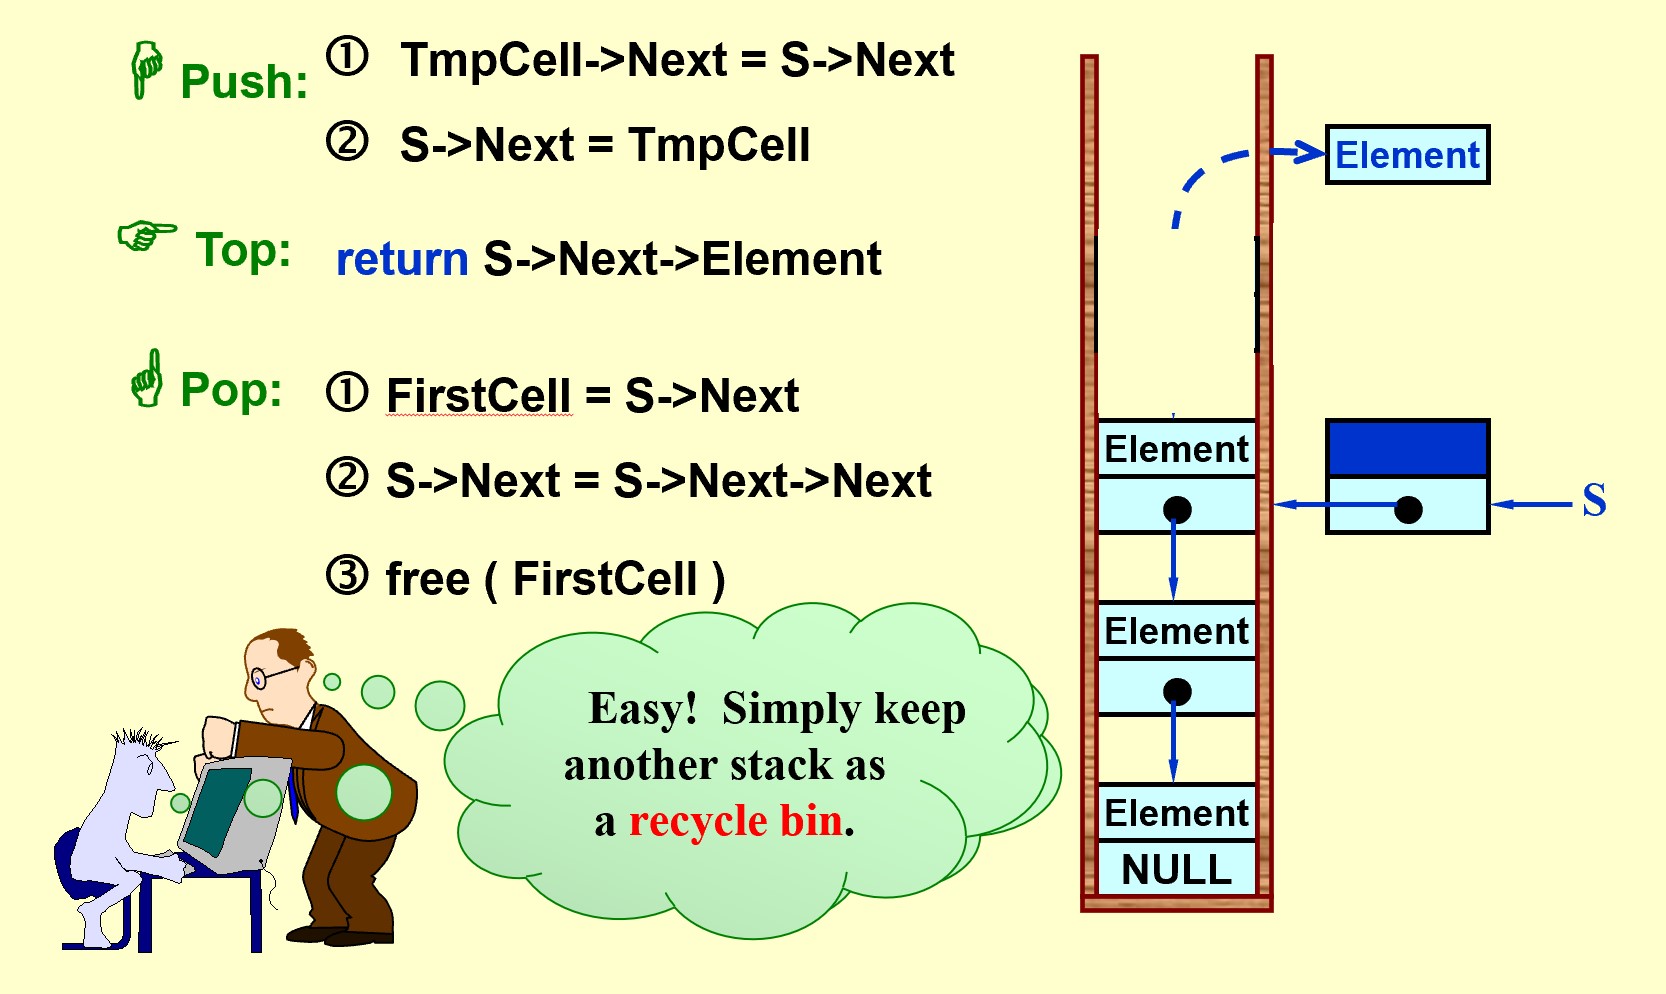 Push:
① TmpCell->Next = S->Next
② S->Next = TmpCell
Top: return S->Next->Element
Pop:
① FirstCell = S->Next
② S->Next = S->Next->Next
③ free ( FirstCell )
Easy! Simply keep
another stack as
a recycle bin.
Element
Element
S
Element
Element
NULL